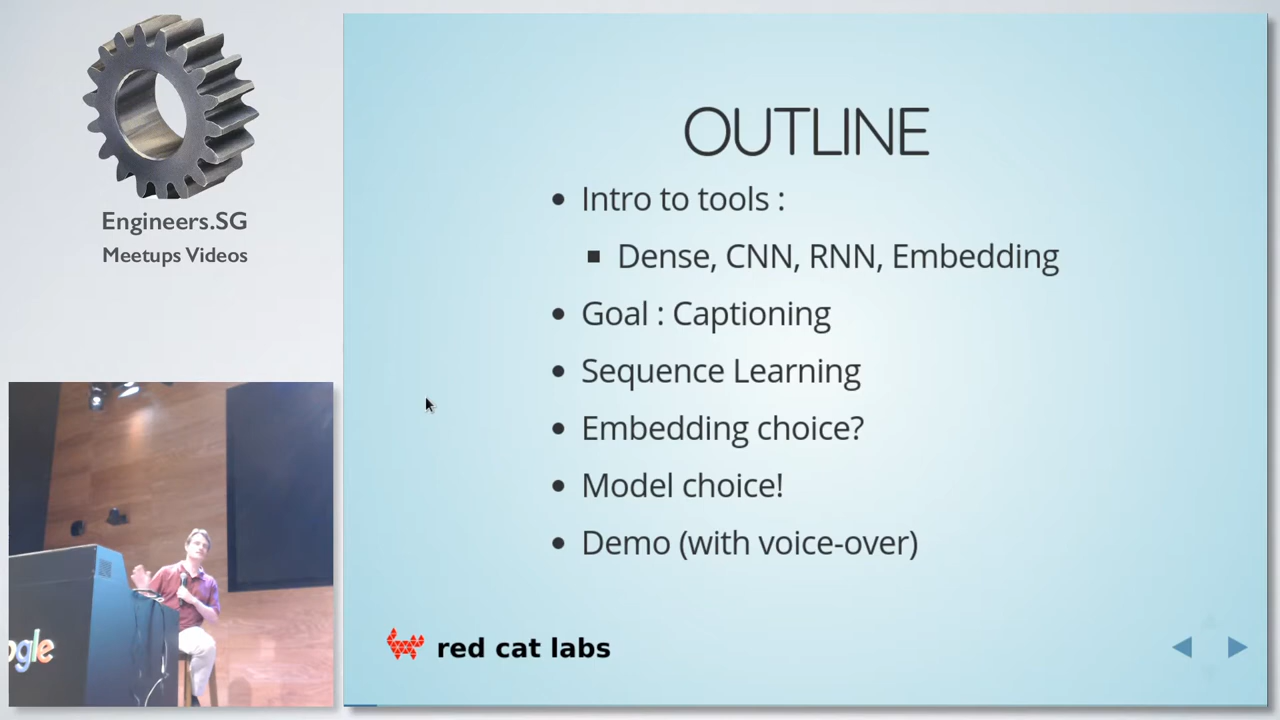 Engineers.SG
Meetups Videos
OUTLINE
Intro to tools :
Dense, CNN, RNN, Embedding
Goal : Captioning
Sequence Learning
Embedding choice?
Model choice!
Demo (with voice-over)
red cat labs
ogle